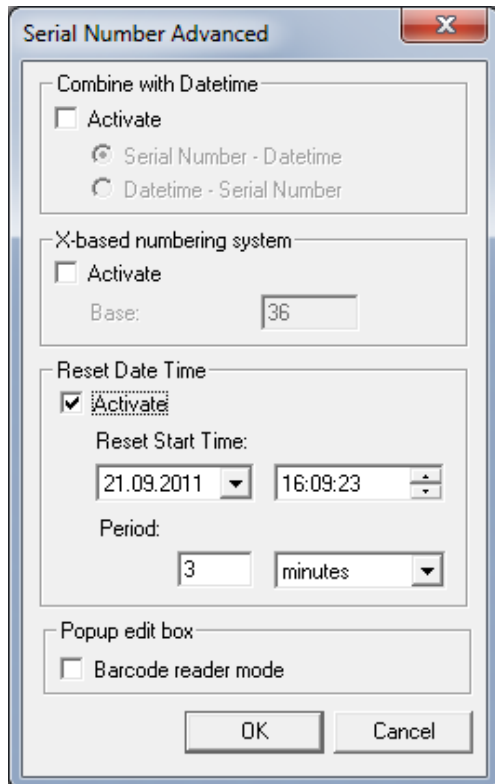 Serial Number Advanced
Combine with Datetime
Activate
Serial Number - Datetime
Datetime - Serial Number
X-based numbering system
Activate
Base: 36
Reset Date Time
Activate
Reset Start Time:
21.09.2011 16:09:23
Period:
3 minutes
Popup edit box
Barcode reader mode
OK Cancel